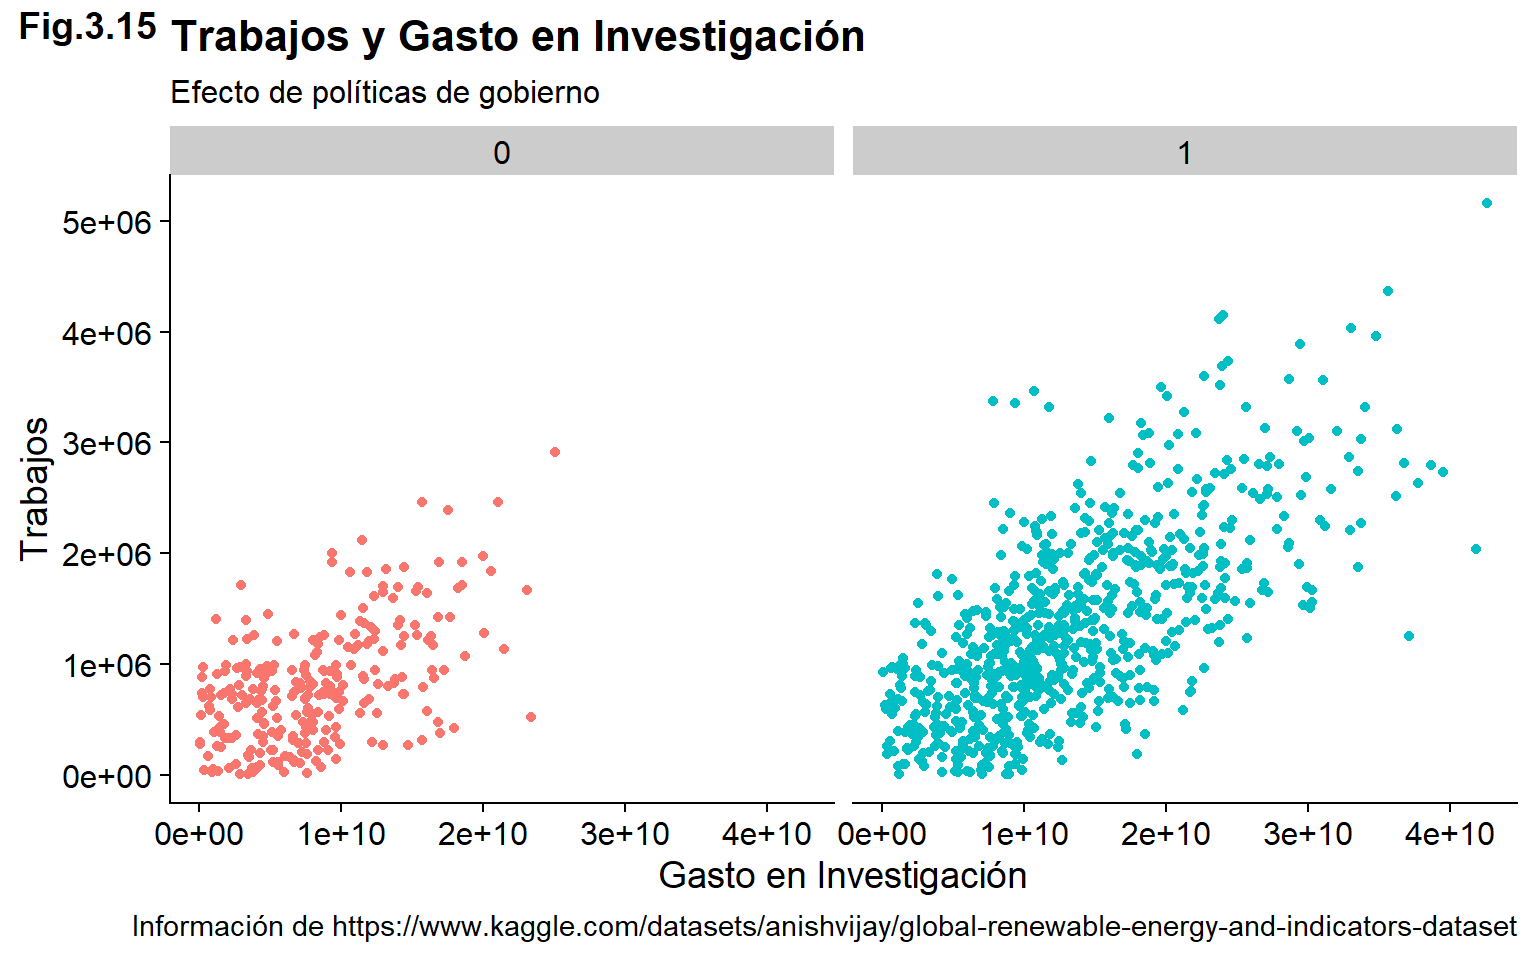 Fig.3.15 Trabajos y Gasto en Investigación
Efecto de políticas de gobierno
0 1
5e+06
4e+06
3e+06
2e+06
1e+06
0e+00
Trabajos
0e+00 1e+10 2e+10 3e+10 4e+10 0e+00 1e+10 2e+10 3e+10 4e+10
Gasto en Investigación
Información de https://www.kaggle.com/datasets/anishvijay/global-renewable-energy-and-indicators-dataset